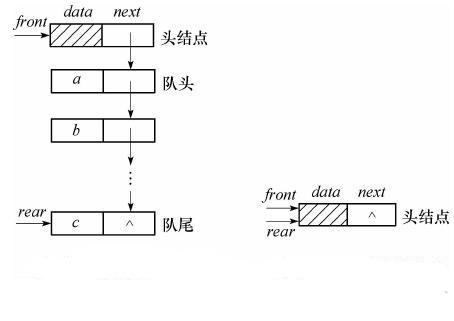 data next
front 头结点
a 队头
b
⋮
rear c ^ 队尾
front data next
^ 头结点
rear